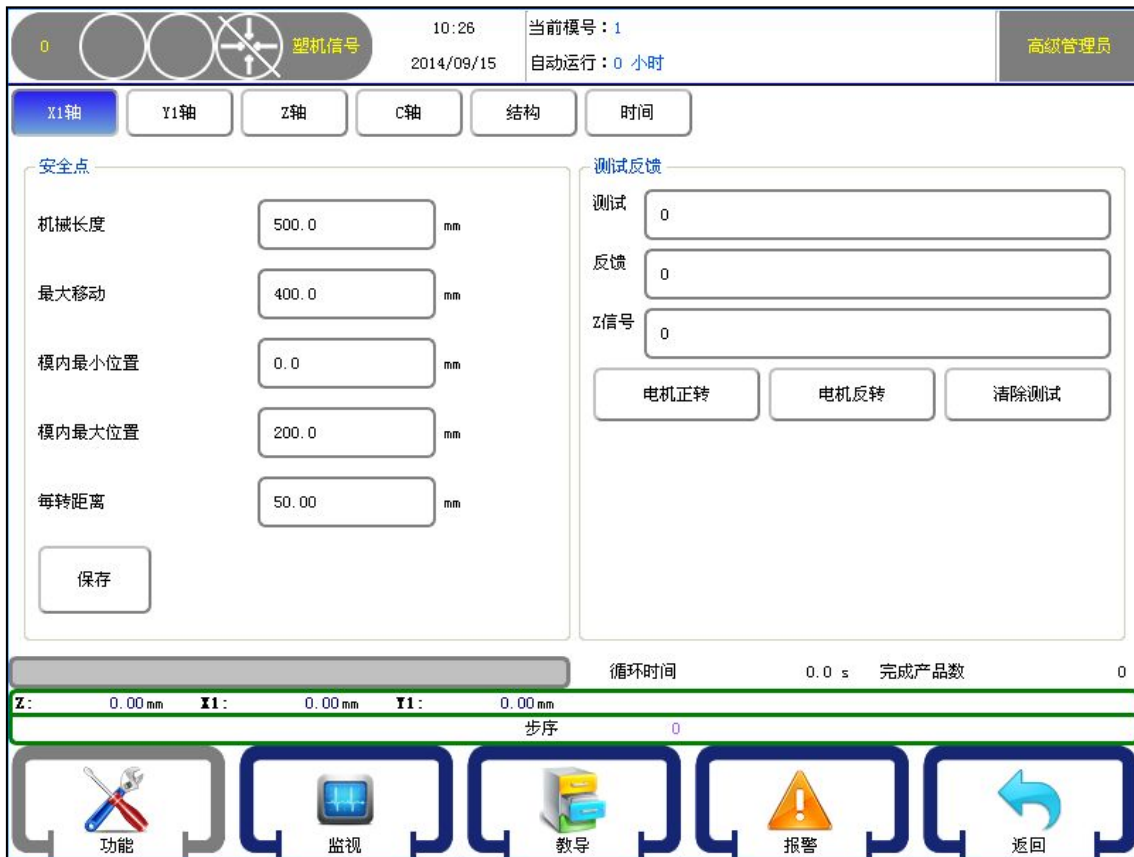 0 塑机信号 10:26 当前模号：1 高级管理员
2014/09/15 自动运行：0 小时
X1轴 Y1轴 Z轴 C轴 结构 时间
安全点
机械长度 500.0 mm
最大移动 400.0 mm
模内最小位置 0.0 mm
模内最大位置 200.0 mm
每转距离 50.00 mm
保存
测试反馈
测试 0
反馈 0
Z信号 0
电机正转 电机反转 清除测试
循环时间 0.0 s 完成产品数 0
Z: 0.00mm X1: 0.00mm Y1: 0.00mm
步序 0
功能 监视 教导 报警 返回